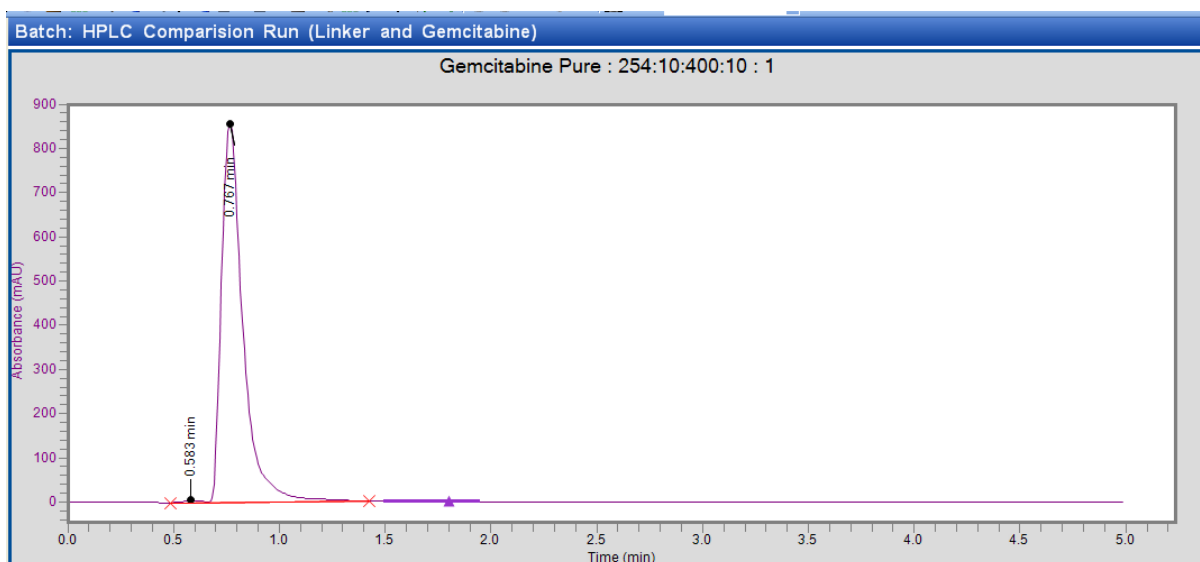 Batch: HPLC Comparision Run (Linker and Gemcitabine)
Gemcitabine Pure : 254:10:400:10 : 1
900
800
700
600
500
400
300
200
100
0
Absorbance (mAU)
0.767 min
0.583 min
0.0 0.5 1.0 1.5 2.0 2.5 3.0 3.5 4.0 4.5 5.0
Time (min)